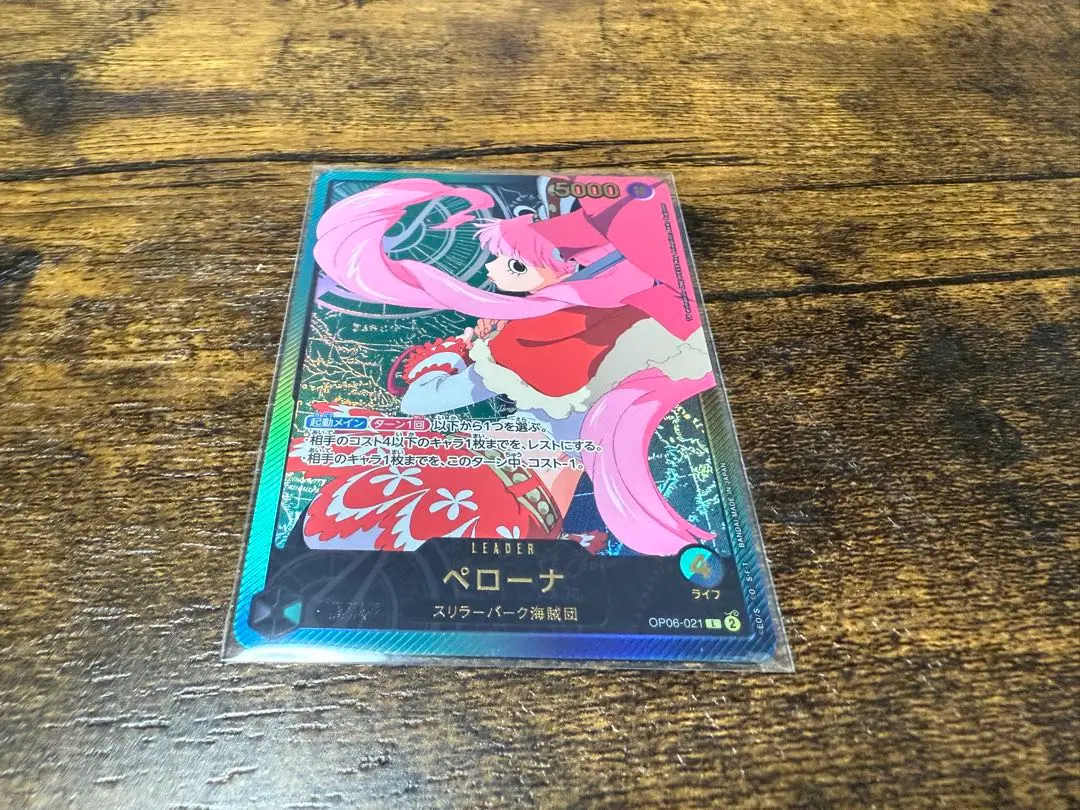 5000
起動メイン ターン1回 以下から1つを選ぶ。
・相手のコスト4以下のキャラ1枚までを、レストにする。
・相手のキャラ1枚までを、このターン中、コスト-1。
LEADER
ペローナ
スリラーバーク海賊団
ライフ
OP06-021 L 2
BANDAI MADE IN JAPAN